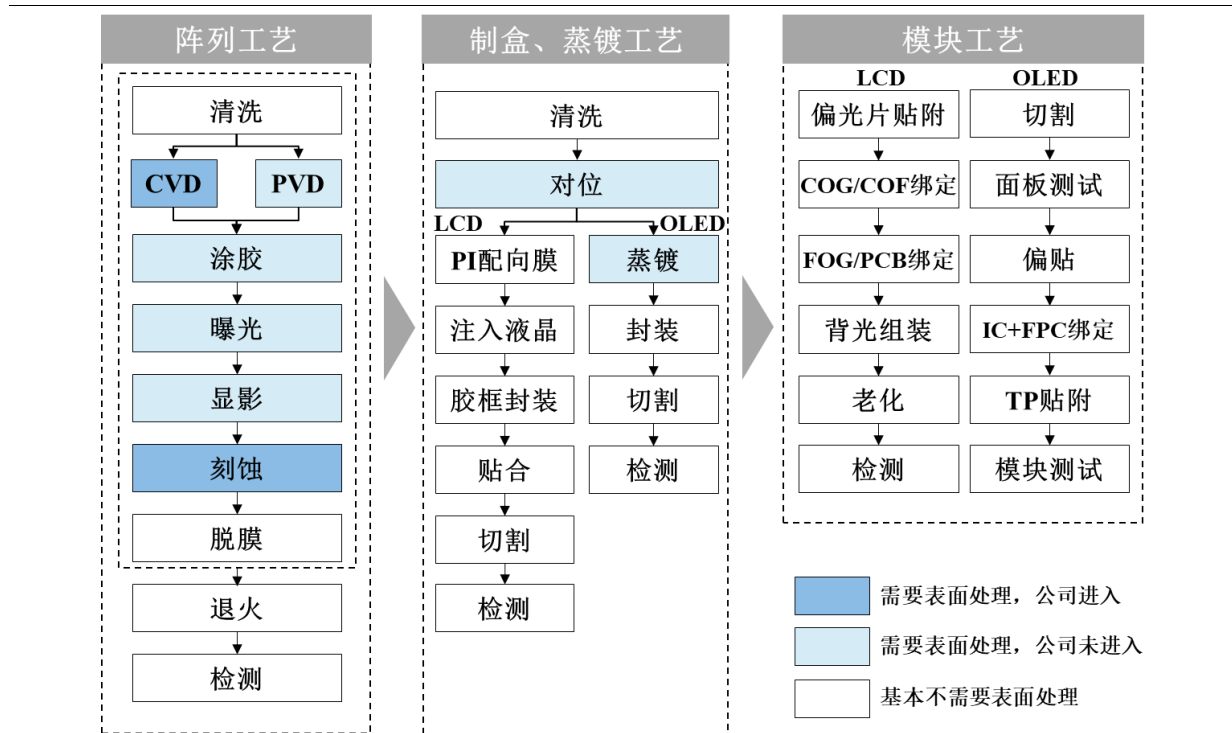 阵列工艺
清洗
CVD
PVD
涂胶
曝光
显影
刻蚀
脱膜
退火
检测
制盒、蒸镀工艺
清洗
对位
LCD
OLED
PI配向膜
注入液晶
胶框封装
贴合
切割
检测
蒸镀
封装
切割
检测
模块工艺
LCD
偏光片贴附
COG/COF绑定
FOG/PCB绑定
背光组装
老化
检测
OLED
切割
面板测试
偏贴
IC+FPC绑定
TP贴附
模块测试
需要表面处理，公司进入
需要表面处理，公司未进入
基本不需要表面处理